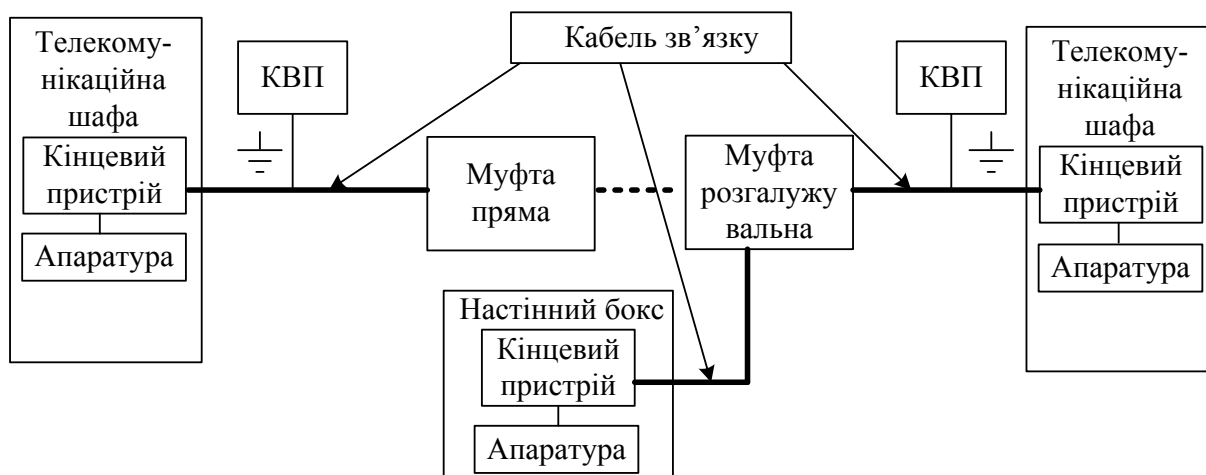 Телекому-
нікаційна
шафа
Кінцевий
пристрій
Апаратура
КВП
Кабель зв’язку
Муфта
пряма
Муфта
розгалужу
вальна
КВП
Телекому-
нікаційна
шафа
Кінцевий
пристрій
Апаратура
Настінний бокс
Кінцевий
пристрій
Апаратура